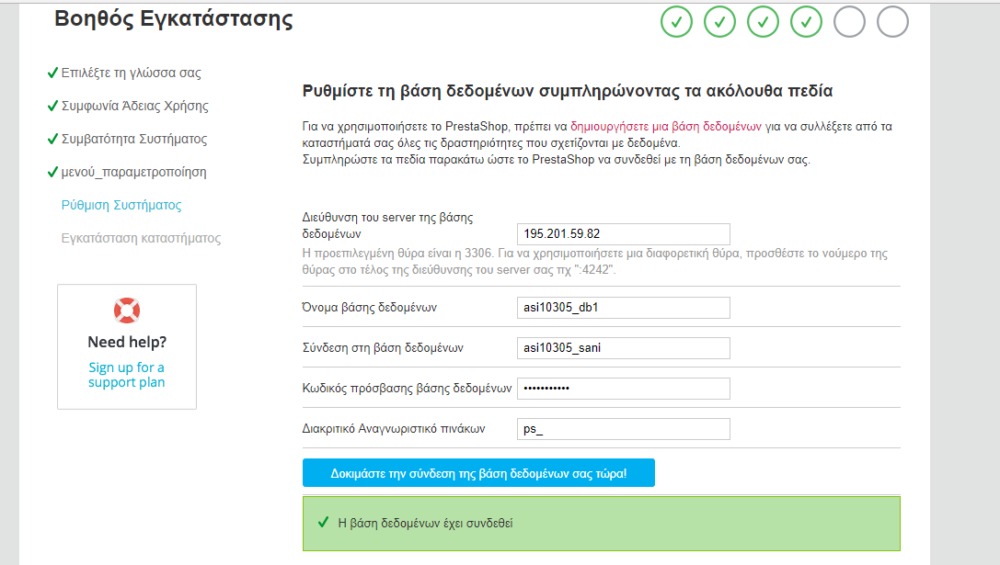 Βοηθός Εγκατάστασης
Επιλέξτε τη γλώσσα σας
Συμφωνία Άδειας Χρήσης
Συμβατότητα Συστήματος
μενού_παραμετροποίηση
Ρύθμιση Συστήματος
Εγκατάσταση καταστήματος
Need help?
Sign up for a
support plan
Ρυθμίστε τη βάση δεδομένων συμπληρώνοντας τα ακόλουθα πεδία
Για να χρησιμοποιήσετε το PrestaShop, πρέπει να δημιουργήσετε μια βάση δεδομένων για να συλλέξετε από τα
καταστήματά σας όλες τις δραστηριότητες που σχετίζονται με δεδομένα.
Συμπληρώστε τα πεδία παρακάτω ώστε το PrestaShop να συνδεθεί με τη βάση δεδομένων σας.
Διεύθυνση του server της βάσης
δεδομένων 195.201.59.82
Η προεπιλεγμένη θύρα είναι η 3306. Για να χρησιμοποιήσετε μια διαφορετική θύρα, προσθέστε το νούμερο της
θύρας στο τέλος της διεύθυνσης του server σας πχ ":4242".
Όνομα βάσης δεδομένων asi10305_db1
Σύνδεση στη βάση δεδομένων asi10305_sani
Κωδικός πρόσβασης βάσης δεδομένων •••••••••••
Διακριτικό Αναγνωριστικό πινάκων ps_
Δοκιμάστε την σύνδεση της βάση δεδομένων σας τώρα!
Η βάση δεδομένων έχει συνδεθεί